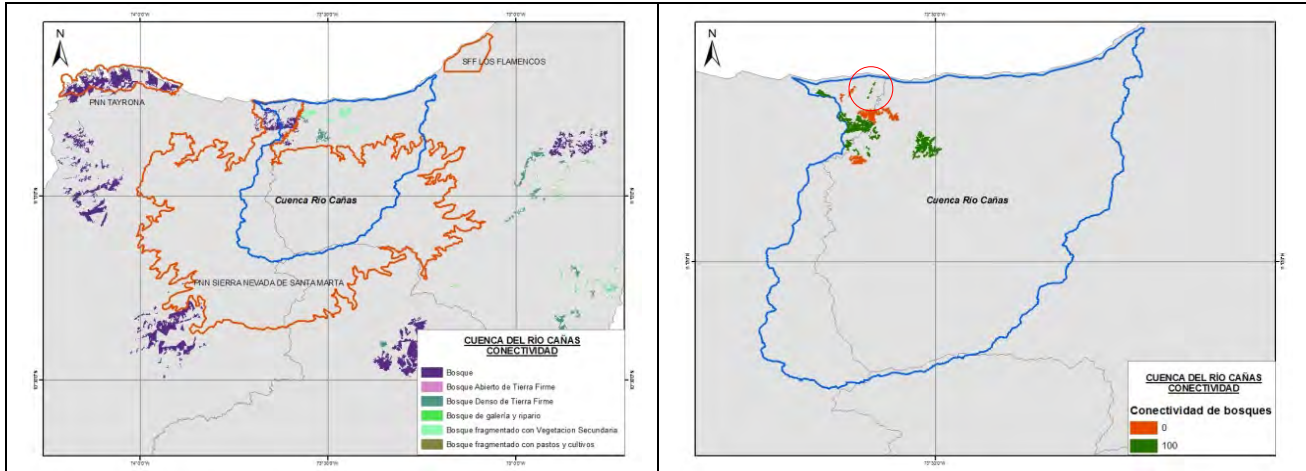 N
PNN TAYRONA
SFF LOS FLAMENCOS
Cuenca Río Cañas
PNN SIERRA NEVADA DE SANTA MARTA
CUENCA DEL RÍO CAÑAS
CONECTIVIDAD
Bosque
Bosque Abierto de Tierra Firme
Bosque Denso de Tierra Firme
Bosque de galería y ripario
Bosque fragmentado con Vegetacion Secundaria
Bosque fragmentado con pastos y cultivos
N
Cuenca Río Cañas
CUENCA DEL RÍO CAÑAS
CONECTIVIDAD
Conectividad de bosques
0
100